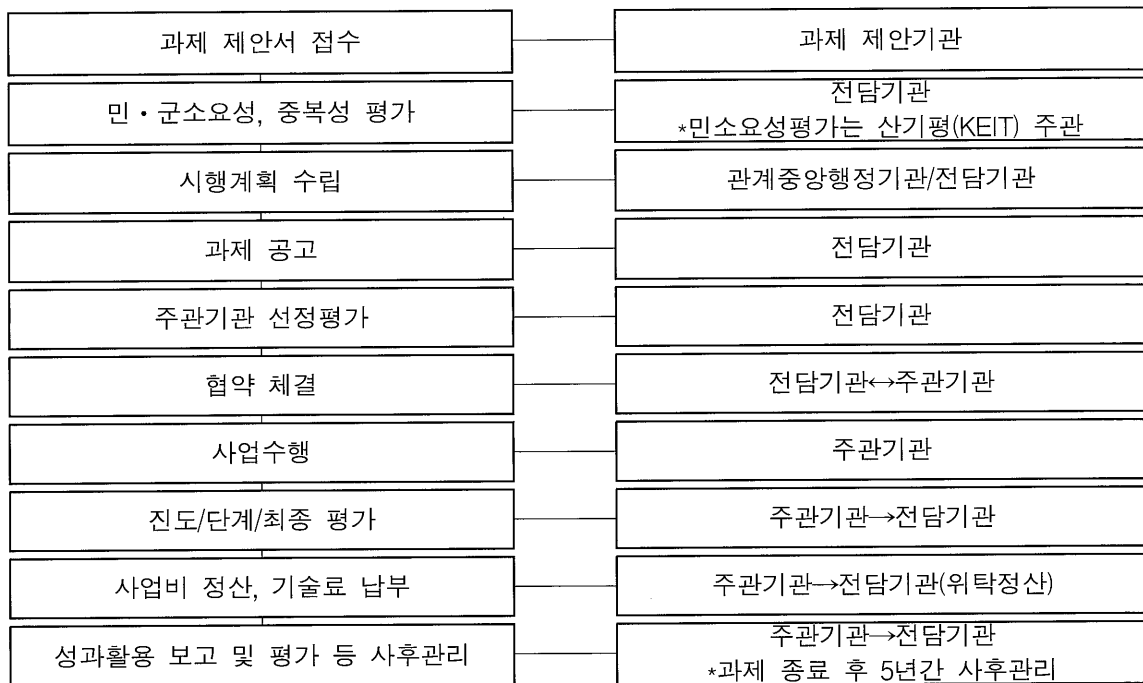 과제 제안서 접수
과제 제안기관
민·군소요성, 중복성 평가
전담기관
*민소요성평가는 산기평(KEIT) 주관
시행계획 수립
관계중앙행정기관/전담기관
과제 공고
전담기관
주관기관 선정평가
전담기관
협약 체결
전담기관↔주관기관
사업수행
주관기관
진도/단계/최종 평가
주관기관→전담기관
사업비 정산, 기술료 납부
주관기관→전담기관(위탁정산)
성과활용 보고 및 평가 등 사후관리
주관기관→전담기관
*과제 종료 후 5년간 사후관리